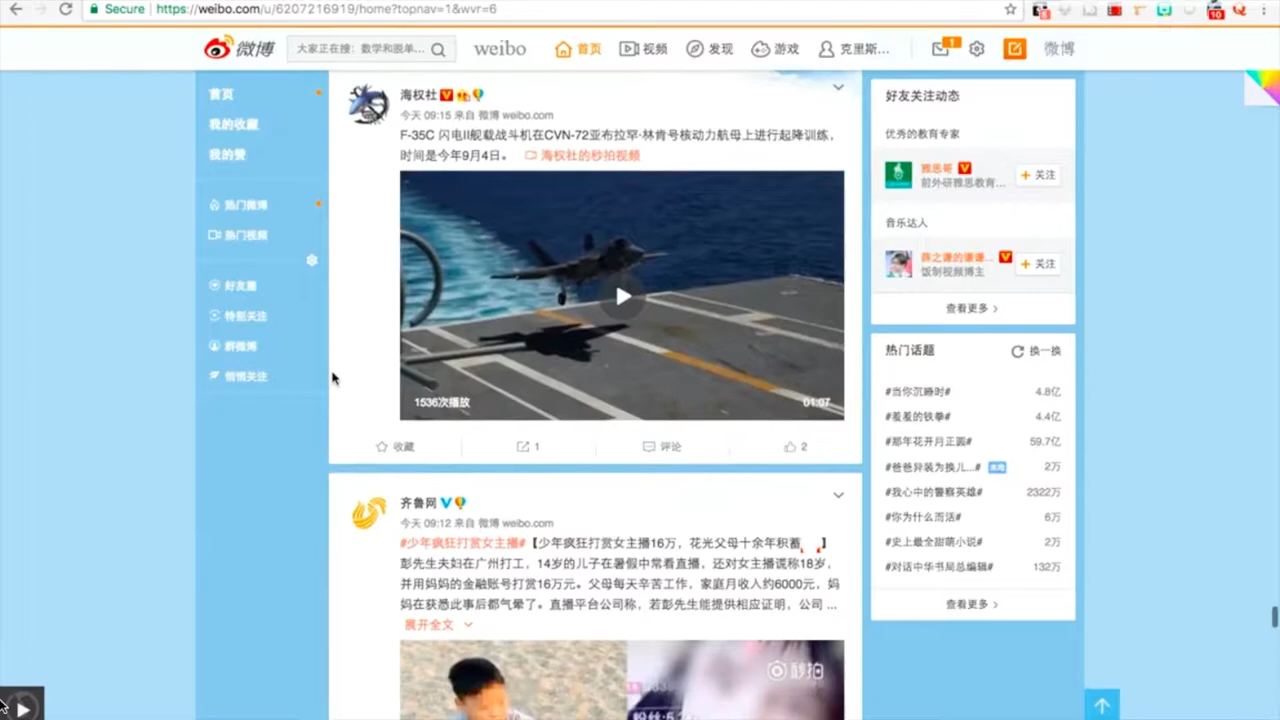 Secure
https://weibo.com/u/6207216919/home?topnav=1&wvr=6
10
微博
大家正在搜：数学和脱单...
weibo
首页
视频
发现
游戏
克里斯...
1
微博
首页
我的收藏
我的赞
热门微博
热门视频
好友圈
特别关注
群微博
悄悄关注
海权社
今天 09:15 来自 微博 weibo.com
F-35C 闪电II舰载战斗机在CVN-72亚布拉罕·林肯号核动力航母上进行起降训练，
时间是今年9月4日。 海权社的秒拍视频
1536次播放
01:07
收藏
1
评论
2
齐鲁网
今天 09:12 来自 微博 weibo.com
#少年疯狂打赏女主播#【少年疯狂打赏女主播16万，花光父母十余年积蓄 】
彭先生夫妇在广州打工，14岁的儿子在暑假中常看直播，还对女主播谎称18岁，
并用妈妈的金融账号打赏16万元。父母每天辛苦工作，家庭月收入约6000元，妈
妈在获悉此事后都气晕了。直播平台公司称，若彭先生能提供相应证明，公司 ...
展开全文
秒拍
好友关注动态
优秀的教育专家
雅思哥
前外研雅思教育...
+ 关注
音乐达人
薛之谦的谦谦...
饭制视频博主
+ 关注
查看更多 >
热门话题
换一换
#当你沉睡时# 4.8亿
#羞羞的铁拳# 4.4亿
#那年花开月正圆# 59.7亿
#爸爸异装为换儿...# 2万
#我心中的警察英雄# 2322万
#你为什么而活# 6万
#史上最全甜萌小说# 2万
#对话中华书局总编辑# 132万
查看更多 >